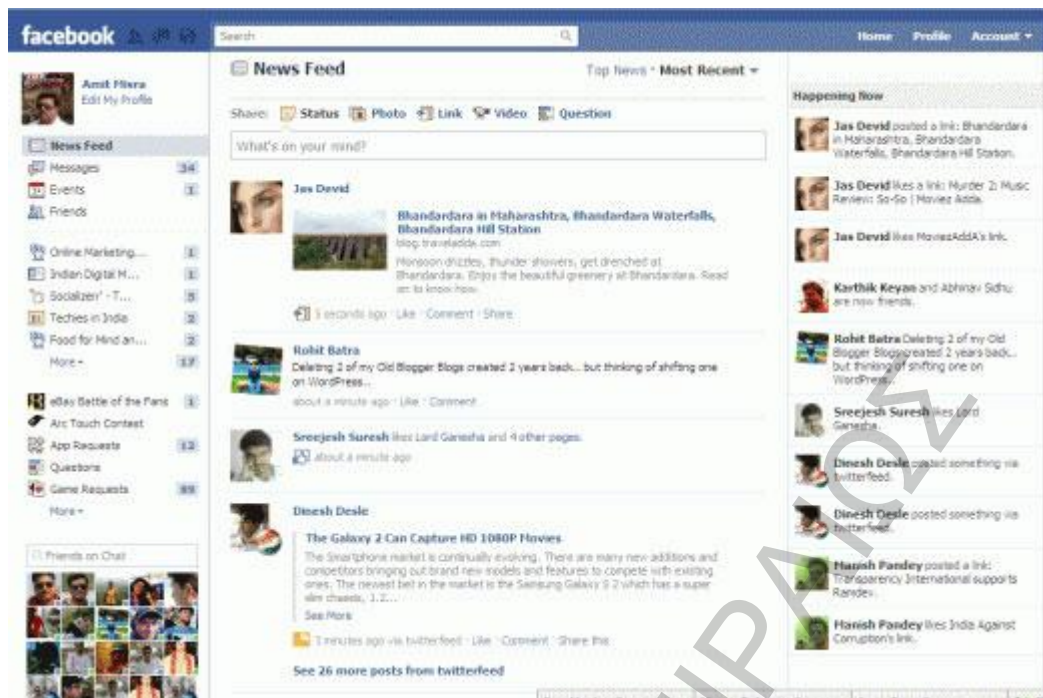 facebook
Search
Home Profile Account
Amit Misra
Edit My Profile
News Feed
Messages 34
Events 1
Friends
Online Marketing... 1
Indian Digital M... 1
Socializen' - T... 5
Techies in India 2
Food for Mind an... 2
More 17
eBay Battle of the Fans 1
Arc Touch Contest
App Requests 12
Questions
Game Requests
More
Friends on Chat
News Feed
Top News · Most Recent
Share: Status Photo Link Video Question
What's on your mind?
Jas Devid
Bhandardara in Maharashtra, Bhandardara Waterfalls,
Bhandardara Hill Station
blog.traveladda.com
Monsoon drizzles, thunder showers, get drenched at
Bhandardara. Enjoy the beautiful greenery at Bhandardara. Read
on to know how.
seconds ago · Like · Comment · Share
Rohit Batra
Deleting 2 of my Old Blogger Blogs created 2 years back... but thinking of shifting one
on WordPress...
about a minute ago · Like · Comment
Sreejesh Suresh likes Lord Ganesha and 4 other pages.
about a minute ago
Dinesh Desle
The Galaxy 2 Can Capture HD 1080P Movies
The Smartphone market is continually evolving. There are many new additions and
competitors bringing out brand new models and features to compete with existing
ones. The newest bet in the market is the Samsung Galaxy S 2 which has a super
slim chassis, 1.2...
See More
minutes ago via twitterfeed · Like · Comment · Share this
See 26 more posts from twitterfeed
Happening Now
Jas Devid posted a link: Bhandardara
in Maharashtra, Bhandardara
Waterfalls, Bhandardara Hill Station.
Jas Devid likes a link: Murder 2: Music
Review: So-So | Moviez Adda.
Jas Devid likes MoviezAddA's link.
Karthik Keyan and Abhinav Sidhu
are now friends.
Rohit Batra Deleting 2 of my Old
Blogger Blogs created 2 years back...
but thinking of shifting one on
WordPress...
Sreejesh Suresh likes Lord
Ganesha.
Dinesh Desle posted something via
twitterfeed.
Dinesh Desle posted something via
twitterfeed.
Manish Pandey posted a link:
Transparency International supports
Ramdev.
Manish Pandey likes India Against
Corruption's link.